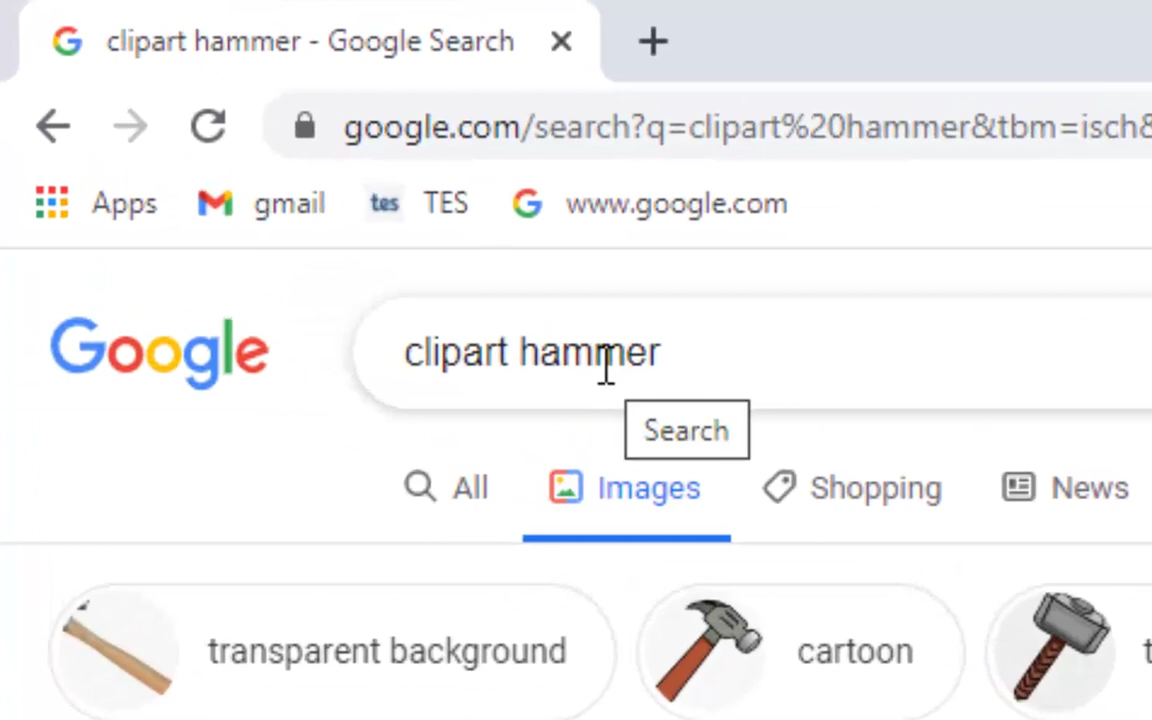 clipart hammer - Google Search
google.com/search?q=clipart%20hammer&tbm=isch&
Apps gmail tes TES www.google.com
Google clipart hammer
Search
All Images Shopping News
transparent background cartoon